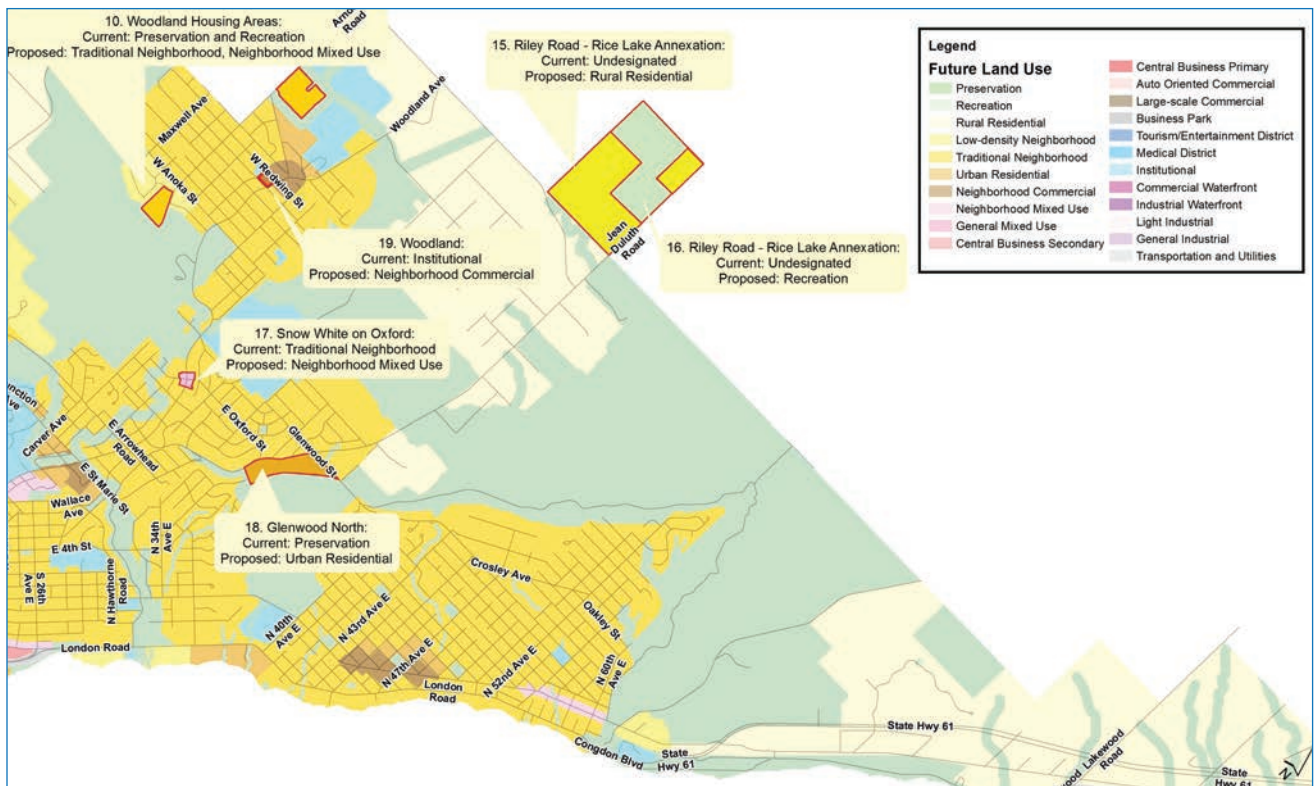 10. Woodland Housing Areas:
Current: Preservation and Recreation
Proposed: Traditional Neighborhood, Neighborhood Mixed Use
Road
Maxwell Ave
Woodland Ave
W Anoka St
W Redwing St
15. Riley Road - Rice Lake Annexation:
Current: Undesignated
Proposed: Rural Residential
Jean
Duluth
Road
16. Riley Road - Rice Lake Annexation:
Current: Undesignated
Proposed: Recreation
19. Woodland:
Current: Institutional
Proposed: Neighborhood Commercial
17. Snow White on Oxford:
Current: Traditional Neighborhood
Proposed: Neighborhood Mixed Use
Ave
Carver Ave
E Arrowhead
Road
E Oxford St
Glenwood St
E St Marie St
Wallace
Ave
18. Glenwood North:
Current: Preservation
Proposed: Urban Residential
E 4th St
N 34th
Ave E
S 26th
Ave E
N Hawthorne
Road
London Road
N 40th
Ave E
N 43rd Ave E
N 47th Ave E
Crosley Ave
Oakley St
N 52nd Ave E
N 60th
Ave E
London
Road
Congdon Blvd
State
Hwy 61
State Hwy 61
Lakewood
Road
State
Hwy 61
N
Legend
Future Land Use
Preservation
Recreation
Rural Residential
Low-density Neighborhood
Traditional Neighborhood
Urban Residential
Neighborhood Commercial
Neighborhood Mixed Use
General Mixed Use
Central Business Secondary
Central Business Primary
Auto Oriented Commercial
Large-scale Commercial
Business Park
Tourism/Entertainment District
Medical District
Institutional
Commercial Waterfront
Industrial Waterfront
Light Industrial
General Industrial
Transportation and Utilities